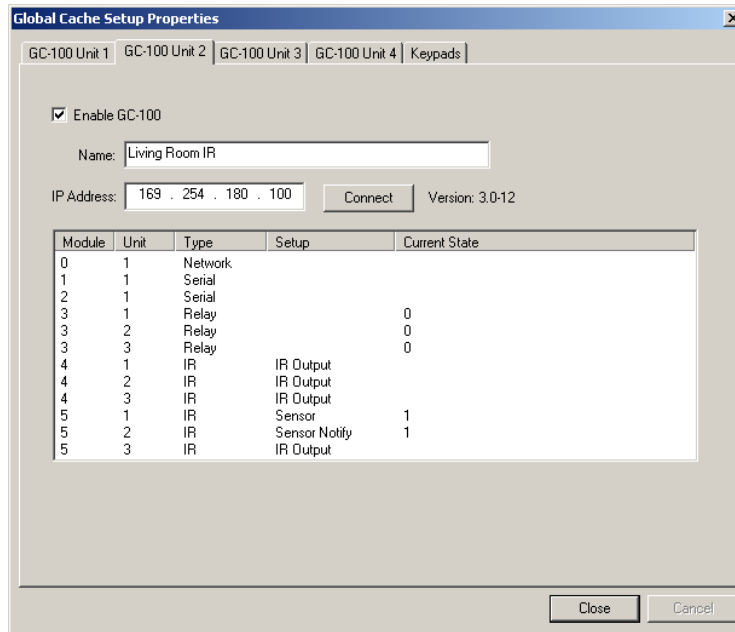 Global Cache Setup Properties
GC-100 Unit 1 GC-100 Unit 2 GC-100 Unit 3 GC-100 Unit 4 Keypads
Enable GC-100
Name: Living Room IR
IP Address: 169 . 254 . 180 . 100 Connect Version: 3.0-12
Module Unit Type Setup Current State
0 1 Network
1 1 Serial
2 1 Serial
3 1 Relay 0
3 2 Relay 0
3 3 Relay 0
4 1 IR IR Output
4 2 IR IR Output
4 3 IR IR Output
5 1 IR Sensor 1
5 2 IR Sensor Notify 1
5 3 IR IR Output
Close Cancel